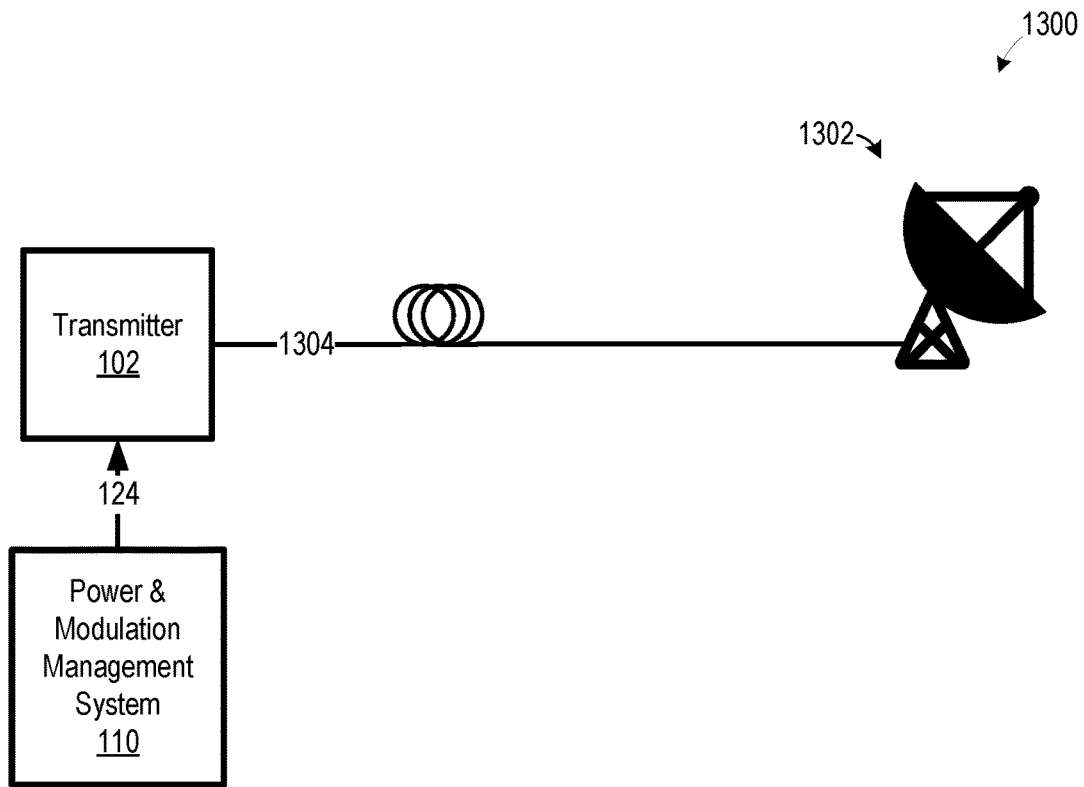 1300
1302
Transmitter
102
1304
124
Power &
Modulation
Management
System
110